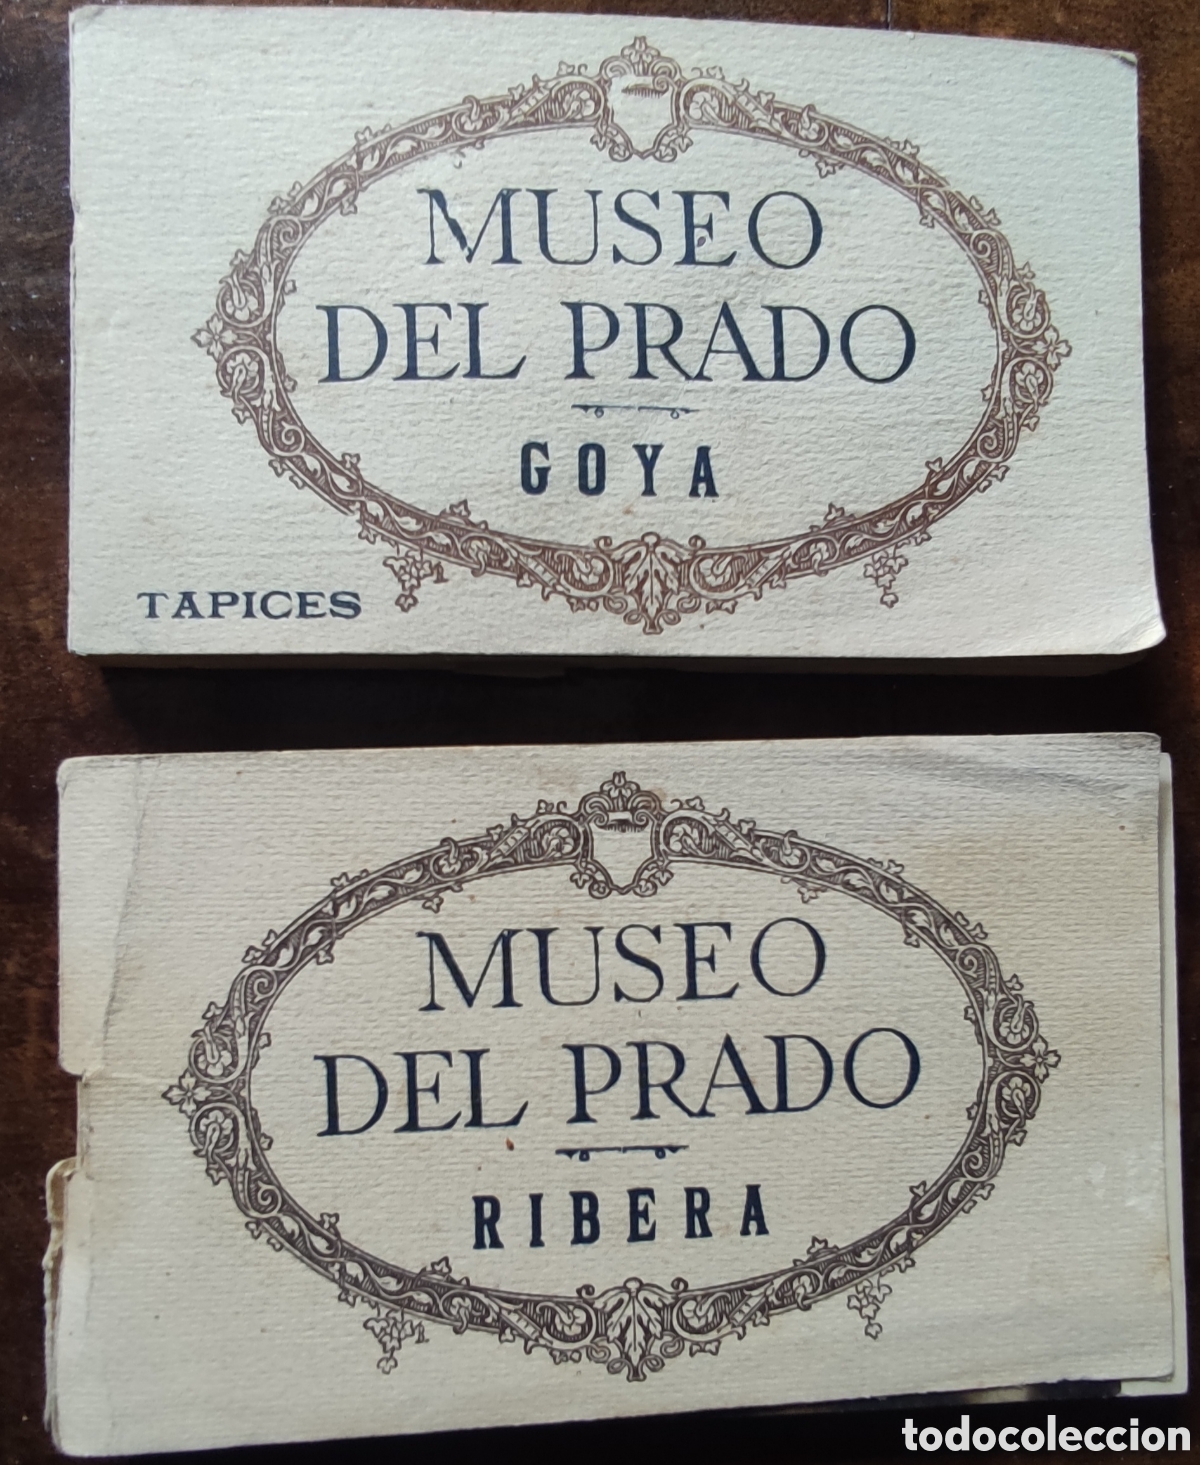 MUSEO
DEL PRADO
GOYA
TAPICES
MUSEO
DEL PRADO
RIBERA
todocoleccion